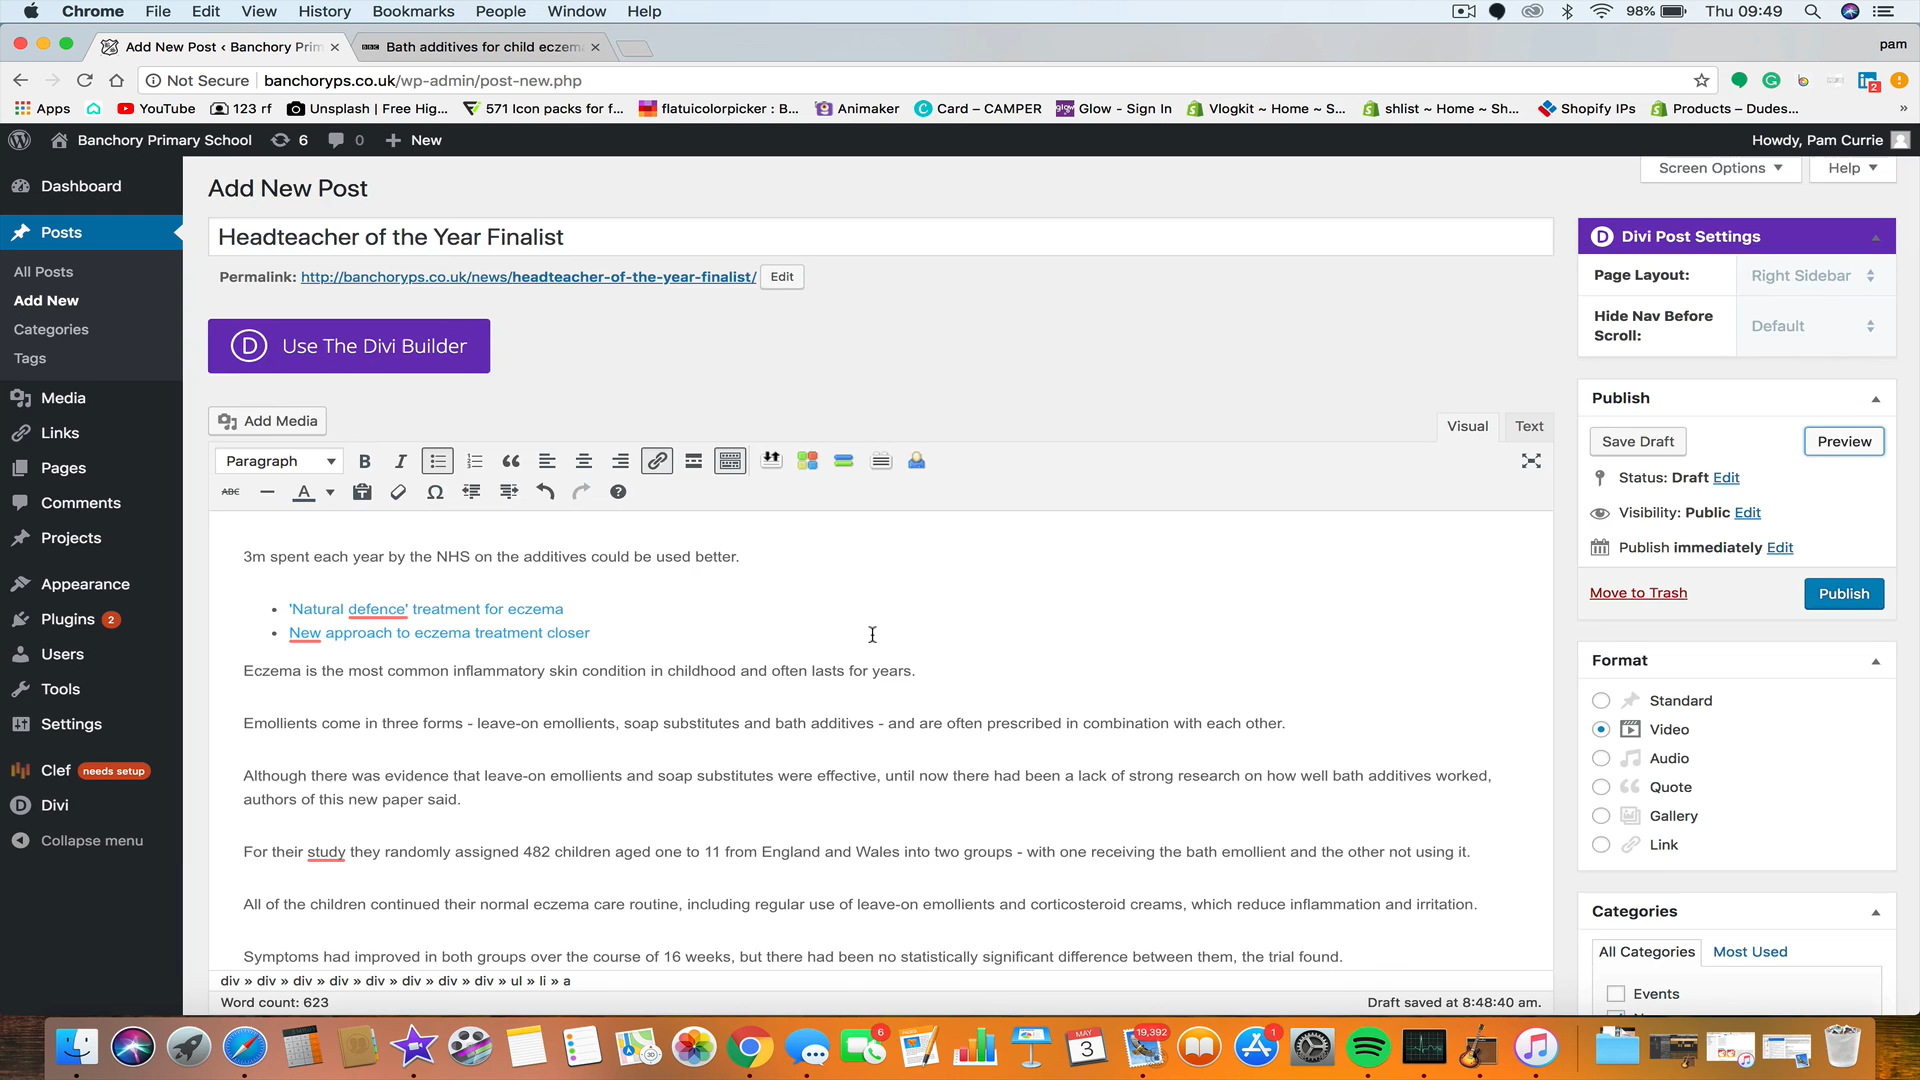 Chrome File Edit View History Bookmarks People Window Help 98% Thu 09:49
Add New Post ‹ Banchory Prim
Bath additives for child eczema
pam
Not Secure banchoryps.co.uk/wp-admin/post-new.php
2
Apps YouTube 123 rf Unsplash | Free Hig... 571 Icon packs for f... flatuicolorpicker : B... Animaker Card – CAMPER Glow - Sign In Vlogkit ~ Home ~ S... shlist ~ Home ~ Sh... Shopify IPs Products – Dudes... »
Banchory Primary School 6 0 New Howdy, Pam Currie
Screen Options Help
Dashboard
Posts
All Posts
Add New
Categories
Tags
Media
Links
Pages
Comments
Projects
Appearance
Plugins 2
Users
Tools
Settings
Clef needs setup
Divi
Collapse menu
Add New Post
Headteacher of the Year Finalist
Permalink: http://banchoryps.co.uk/news/headteacher-of-the-year-finalist/ Edit
D Use The Divi Builder
Add Media
Visual Text
Paragraph B I
ABC A Ω
3m spent each year by the NHS on the additives could be used better.
• 'Natural defence' treatment for eczema
• New approach to eczema treatment closer
Eczema is the most common inflammatory skin condition in childhood and often lasts for years.
Emollients come in three forms - leave-on emollients, soap substitutes and bath additives - and are often prescribed in combination with each other.
Although there was evidence that leave-on emollients and soap substitutes were effective, until now there had been a lack of strong research on how well bath additives worked,
authors of this new paper said.
For their study they randomly assigned 482 children aged one to 11 from England and Wales into two groups - with one receiving the bath emollient and the other not using it.
All of the children continued their normal eczema care routine, including regular use of leave-on emollients and corticosteroid creams, which reduce inflammation and irritation.
Symptoms had improved in both groups over the course of 16 weeks, but there had been no statistically significant difference between them, the trial found.
div » div » div » div » div » div » div » div » ul » li » a
Word count: 623 Draft saved at 8:48:40 am.
D Divi Post Settings
Page Layout: Right Sidebar
Hide Nav Before
Scroll:
Default
Publish
Save Draft Preview
Status: Draft Edit
Visibility: Public Edit
Publish immediately Edit
Move to Trash Publish
Format
Standard
Video
Audio
Quote
Gallery
Link
Categories
All Categories Most Used
Events
6
MAY
3
19,392
1